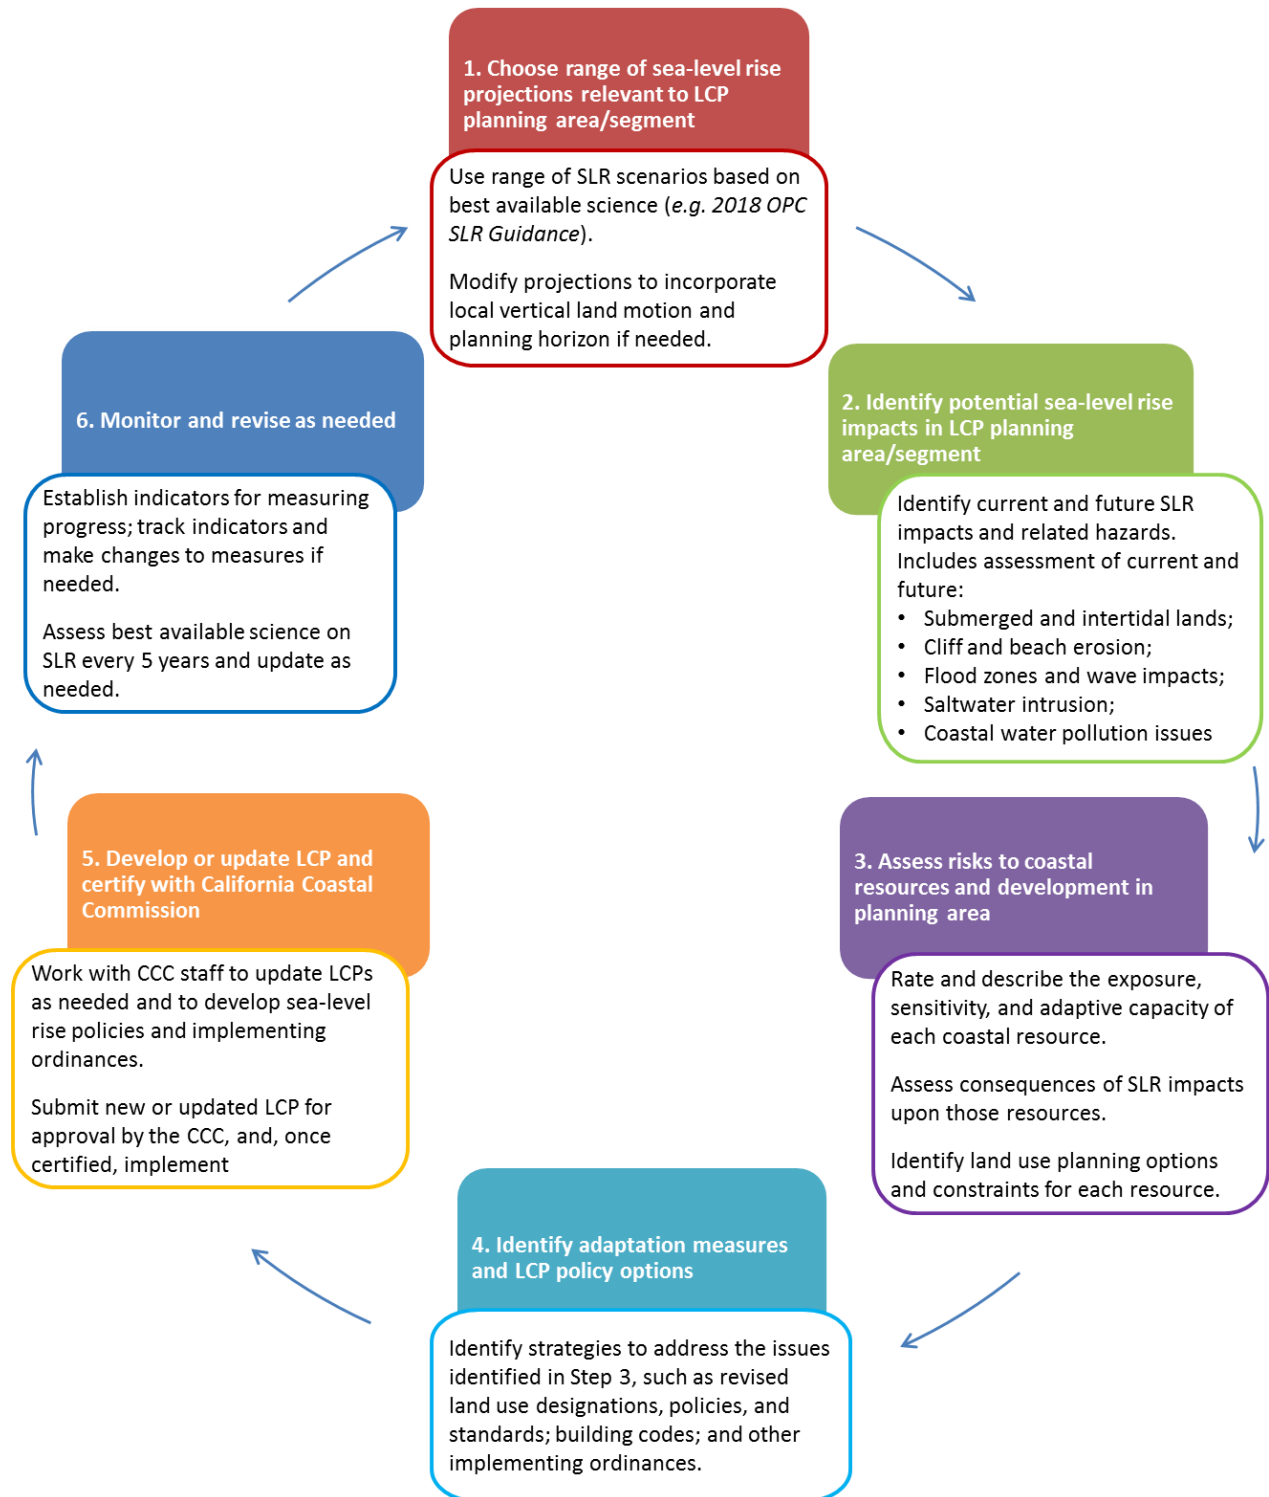 1. Choose range of sea-level rise
projections relevant to LCP
planning area/segment
Use range of SLR scenarios based on
best available science (e.g. 2018 OPC
SLR Guidance).
Modify projections to incorporate
local vertical land motion and
planning horizon if needed.
2. Identify potential sea-level rise
impacts in LCP planning
area/segment
Identify current and future SLR
impacts and related hazards.
Includes assessment of current and
future:
• Submerged and intertidal lands;
• Cliff and beach erosion;
• Flood zones and wave impacts;
• Saltwater intrusion;
• Coastal water pollution issues
3. Assess risks to coastal
resources and development in
planning area
Rate and describe the exposure,
sensitivity, and adaptive capacity of
each coastal resource.
Assess consequences of SLR impacts
upon those resources.
Identify land use planning options
and constraints for each resource.
4. Identify adaptation measures
and LCP policy options
Identify strategies to address the issues
identified in Step 3, such as revised
land use designations, policies, and
standards; building codes; and other
implementing ordinances.
5. Develop or update LCP and
certify with California Coastal
Commission
Work with CCC staff to update LCPs
as needed and to develop sea-level
rise policies and implementing
ordinances.
Submit new or updated LCP for
approval by the CCC, and, once
certified, implement
6. Monitor and revise as needed
Establish indicators for measuring
progress; track indicators and
make changes to measures if
needed.
Assess best available science on
SLR every 5 years and update as
needed.